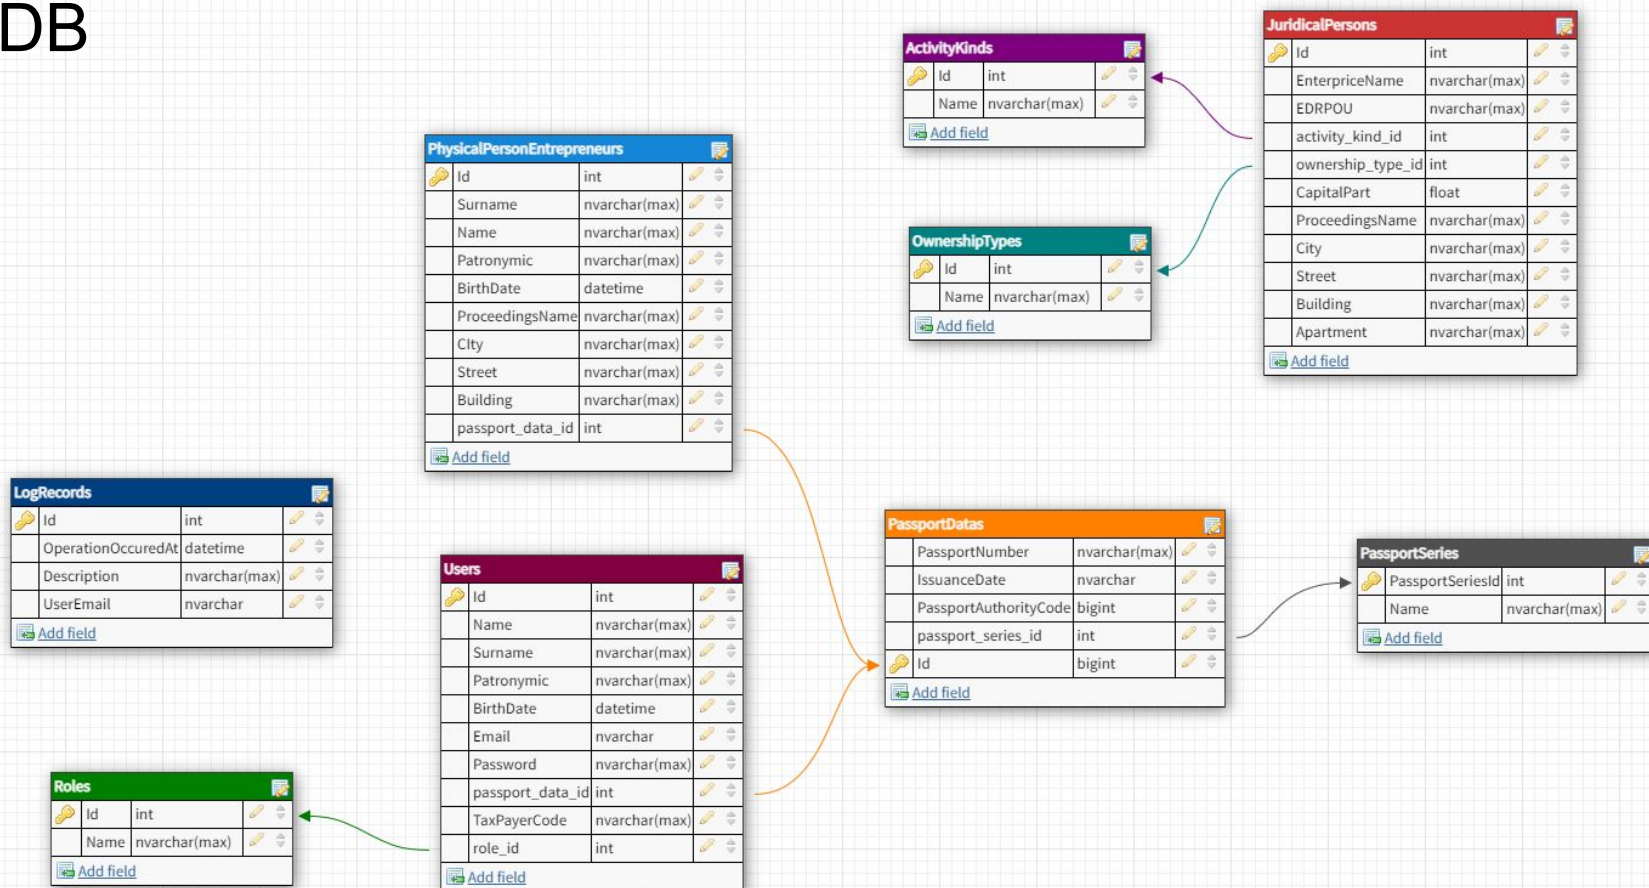 DB
ActivityKinds
Id int
Name nvarchar(max)
Add field
JuridicalPersons
Id int
EnterpriceName nvarchar(max)
EDRPOU nvarchar(max)
activity_kind_id int
ownership_type_id int
CapitalPart float
ProceedingsName nvarchar(max)
City nvarchar(max)
Street nvarchar(max)
Building nvarchar(max)
Apartment nvarchar(max)
Add field
PhysicalPersonEntrepreneurs
Id int
Surname nvarchar(max)
Name nvarchar(max)
Patronymic nvarchar(max)
BirthDate datetime
ProceedingsName nvarchar(max)
CIty nvarchar(max)
Street nvarchar(max)
Building nvarchar(max)
passport_data_id int
Add field
OwnershipTypes
Id int
Name nvarchar(max)
Add field
LogRecords
Id int
OperationOccuredAt datetime
Description nvarchar(max)
UserEmail nvarchar
Add field
Users
Id int
Name nvarchar(max)
Surname nvarchar(max)
Patronymic nvarchar(max)
BirthDate datetime
Email nvarchar
Password nvarchar(max)
passport_data_id int
TaxPayerCode nvarchar(max)
role_id int
Add field
PassportDatas
PassportNumber nvarchar(max)
IssuanceDate nvarchar
PassportAuthorityCode bigint
passport_series_id int
Id bigint
Add field
PassportSeries
PassportSeriesId int
Name nvarchar(max)
Add field
Roles
Id int
Name nvarchar(max)
Add field